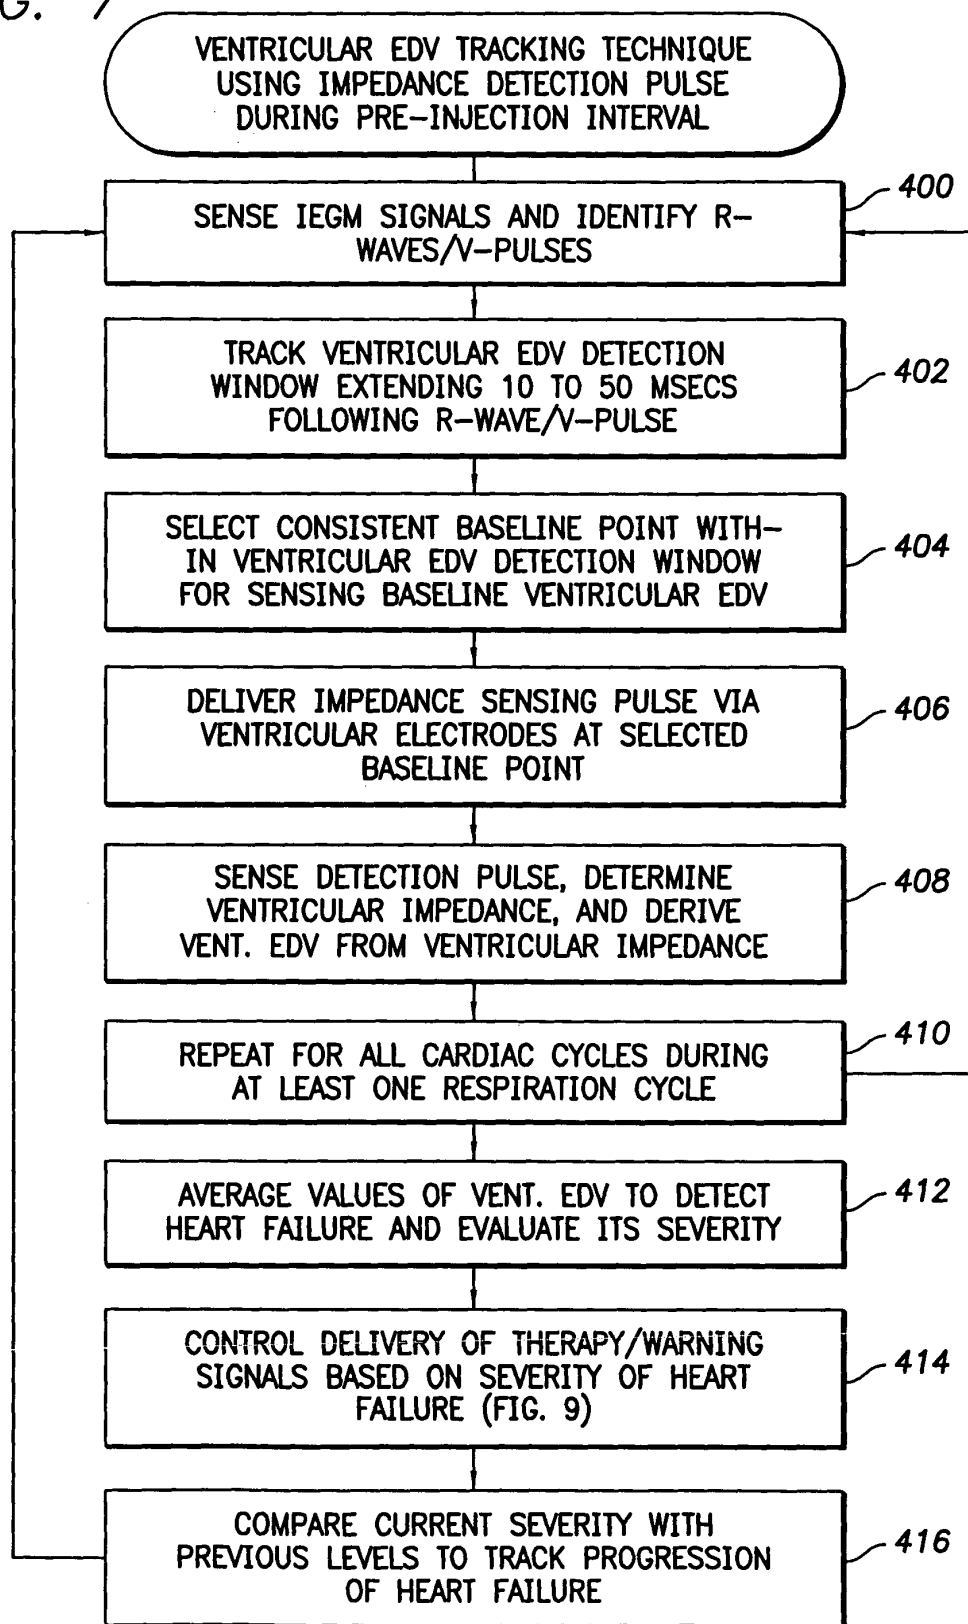 G. 7
VENTRICULAR EDV TRACKING TECHNIQUE
USING IMPEDANCE DETECTION PULSE
DURING PRE-INJECTION INTERVAL
400
SENSE IEGM SIGNALS AND IDENTIFY R-
WAVES/V-PULSES
402
TRACK VENTRICULAR EDV DETECTION
WINDOW EXTENDING 10 TO 50 MSECS
FOLLOWING R-WAVE/V-PULSE
404
SELECT CONSISTENT BASELINE POINT WITH-
IN VENTRICULAR EDV DETECTION WINDOW
FOR SENSING BASELINE VENTRICULAR EDV
406
DELIVER IMPEDANCE SENSING PULSE VIA
VENTRICULAR ELECTRODES AT SELECTED
BASELINE POINT
408
SENSE DETECTION PULSE, DETERMINE
VENTRICULAR IMPEDANCE, AND DERIVE
VENT. EDV FROM VENTRICULAR IMPEDANCE
410
REPEAT FOR ALL CARDIAC CYCLES DURING
AT LEAST ONE RESPIRATION CYCLE
412
AVERAGE VALUES OF VENT. EDV TO DETECT
HEART FAILURE AND EVALUATE ITS SEVERITY
414
CONTROL DELIVERY OF THERAPY/WARNING
SIGNALS BASED ON SEVERITY OF HEART
FAILURE (FIG. 9)
416
COMPARE CURRENT SEVERITY WITH
PREVIOUS LEVELS TO TRACK PROGRESSION
OF HEART FAILURE